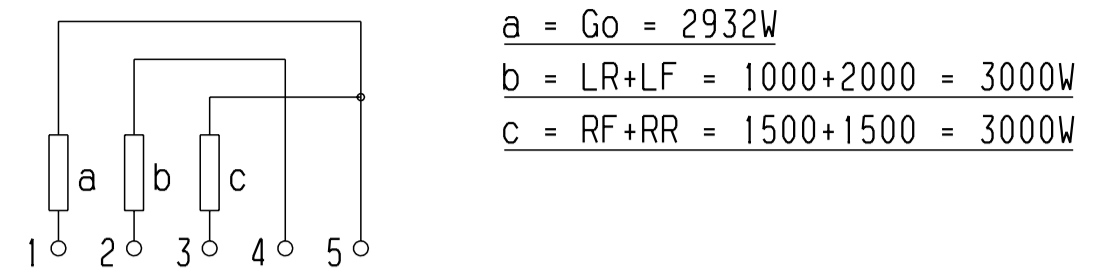 a = Go = 2932W
b = LR+LF = 1000+2000 = 3000W
c = RF+RR = 1500+1500 = 3000W
a b c
1 2 3 4 5